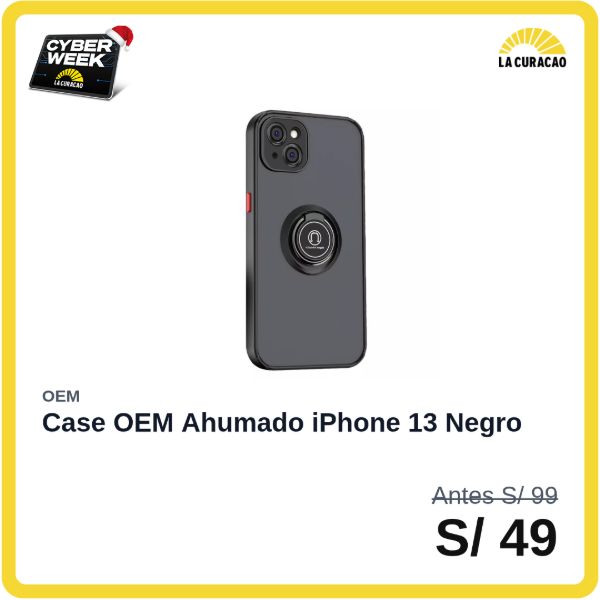 CYBER
WEEK
LA CURACAO
LA CURACAO
OEM
Case OEM Ahumado iPhone 13 Negro
Antes S/ 99
S/ 49